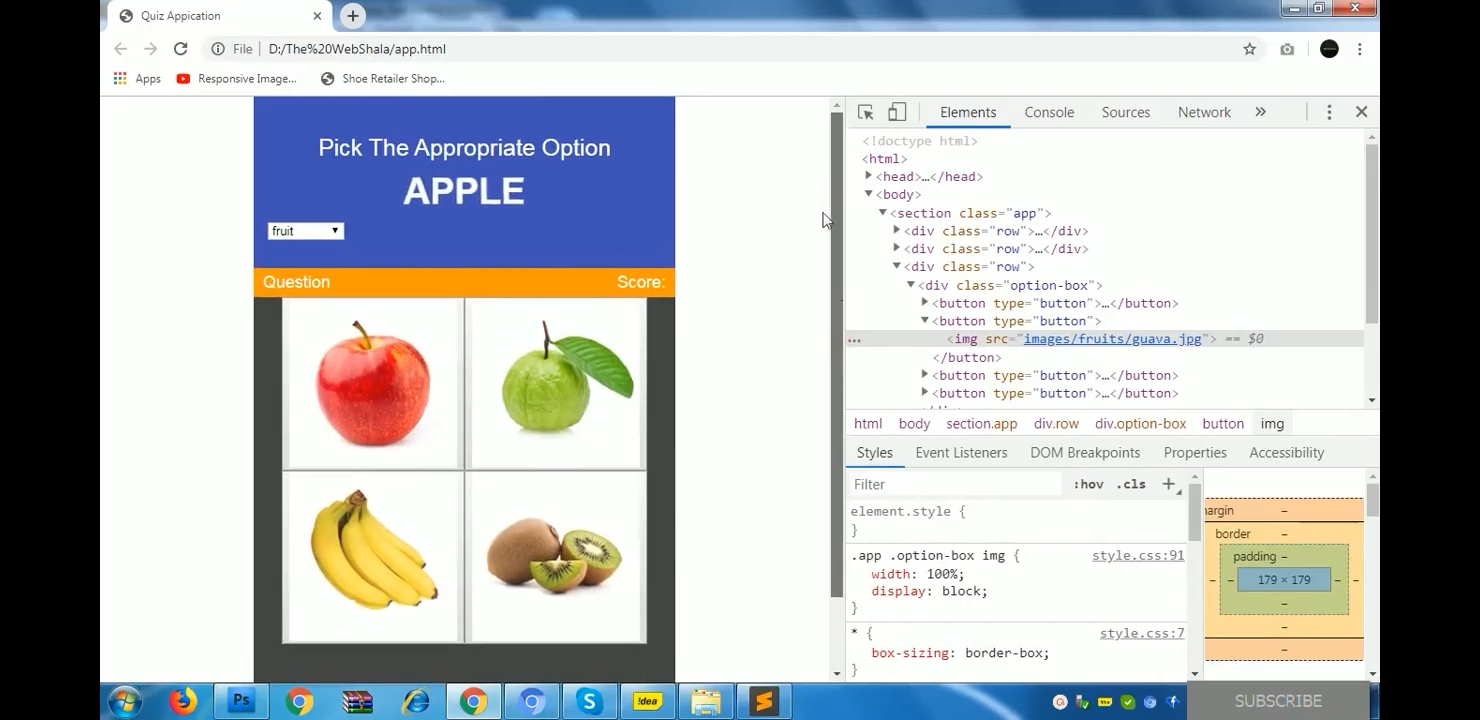 Quiz Appication
File D:/The%20WebShala/app.html
Apps Responsive Image... Shoe Retailer Shop...
Pick The Appropriate Option
APPLE
fruit
Question Score:
Elements Console Sources Network
<!doctype html>
<html>
<head>…</head>
<body>
<section class="app">
<div class="row">…</div>
<div class="row">…</div>
<div class="row">
<div class="option-box">
<button type="button">…</button>
<button type="button">
<img src="images/fruits/guava.jpg"> == $0
</button>
<button type="button">…</button>
<button type="button">…</button>
html body section.app div.row div.option-box button img
Styles Event Listeners DOM Breakpoints Properties Accessibility
Filter :hov .cls +
element.style {
}
.app .option-box img { style.css:91
width: 100%;
display: block;
}
* { style.css:7
box-sizing: border-box;
}
margin –
border –
padding –
– – 179 × 179 – –
–
–
–
Ps S !dea
SUBSCRIBE